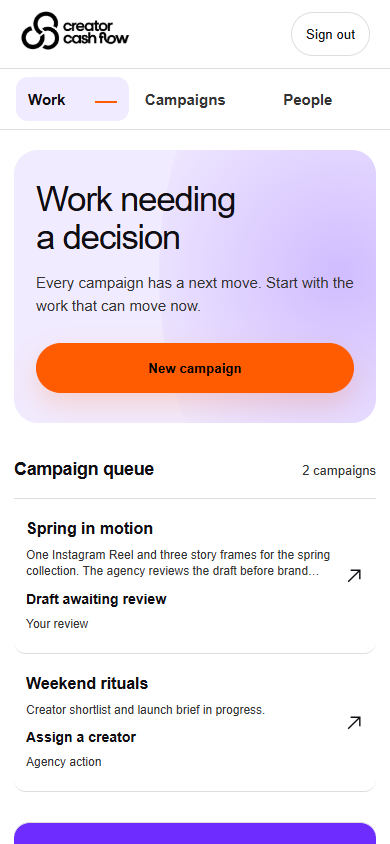 creator
cash flow
Sign out
Work
Campaigns
People
Work needing
a decision
Every campaign has a next move. Start with the
work that can move now.
New campaign
Campaign queue
2 campaigns
Spring in motion
One Instagram Reel and three story frames for the spring
collection. The agency reviews the draft before brand…
Draft awaiting review
Your review
Weekend rituals
Creator shortlist and launch brief in progress.
Assign a creator
Agency action